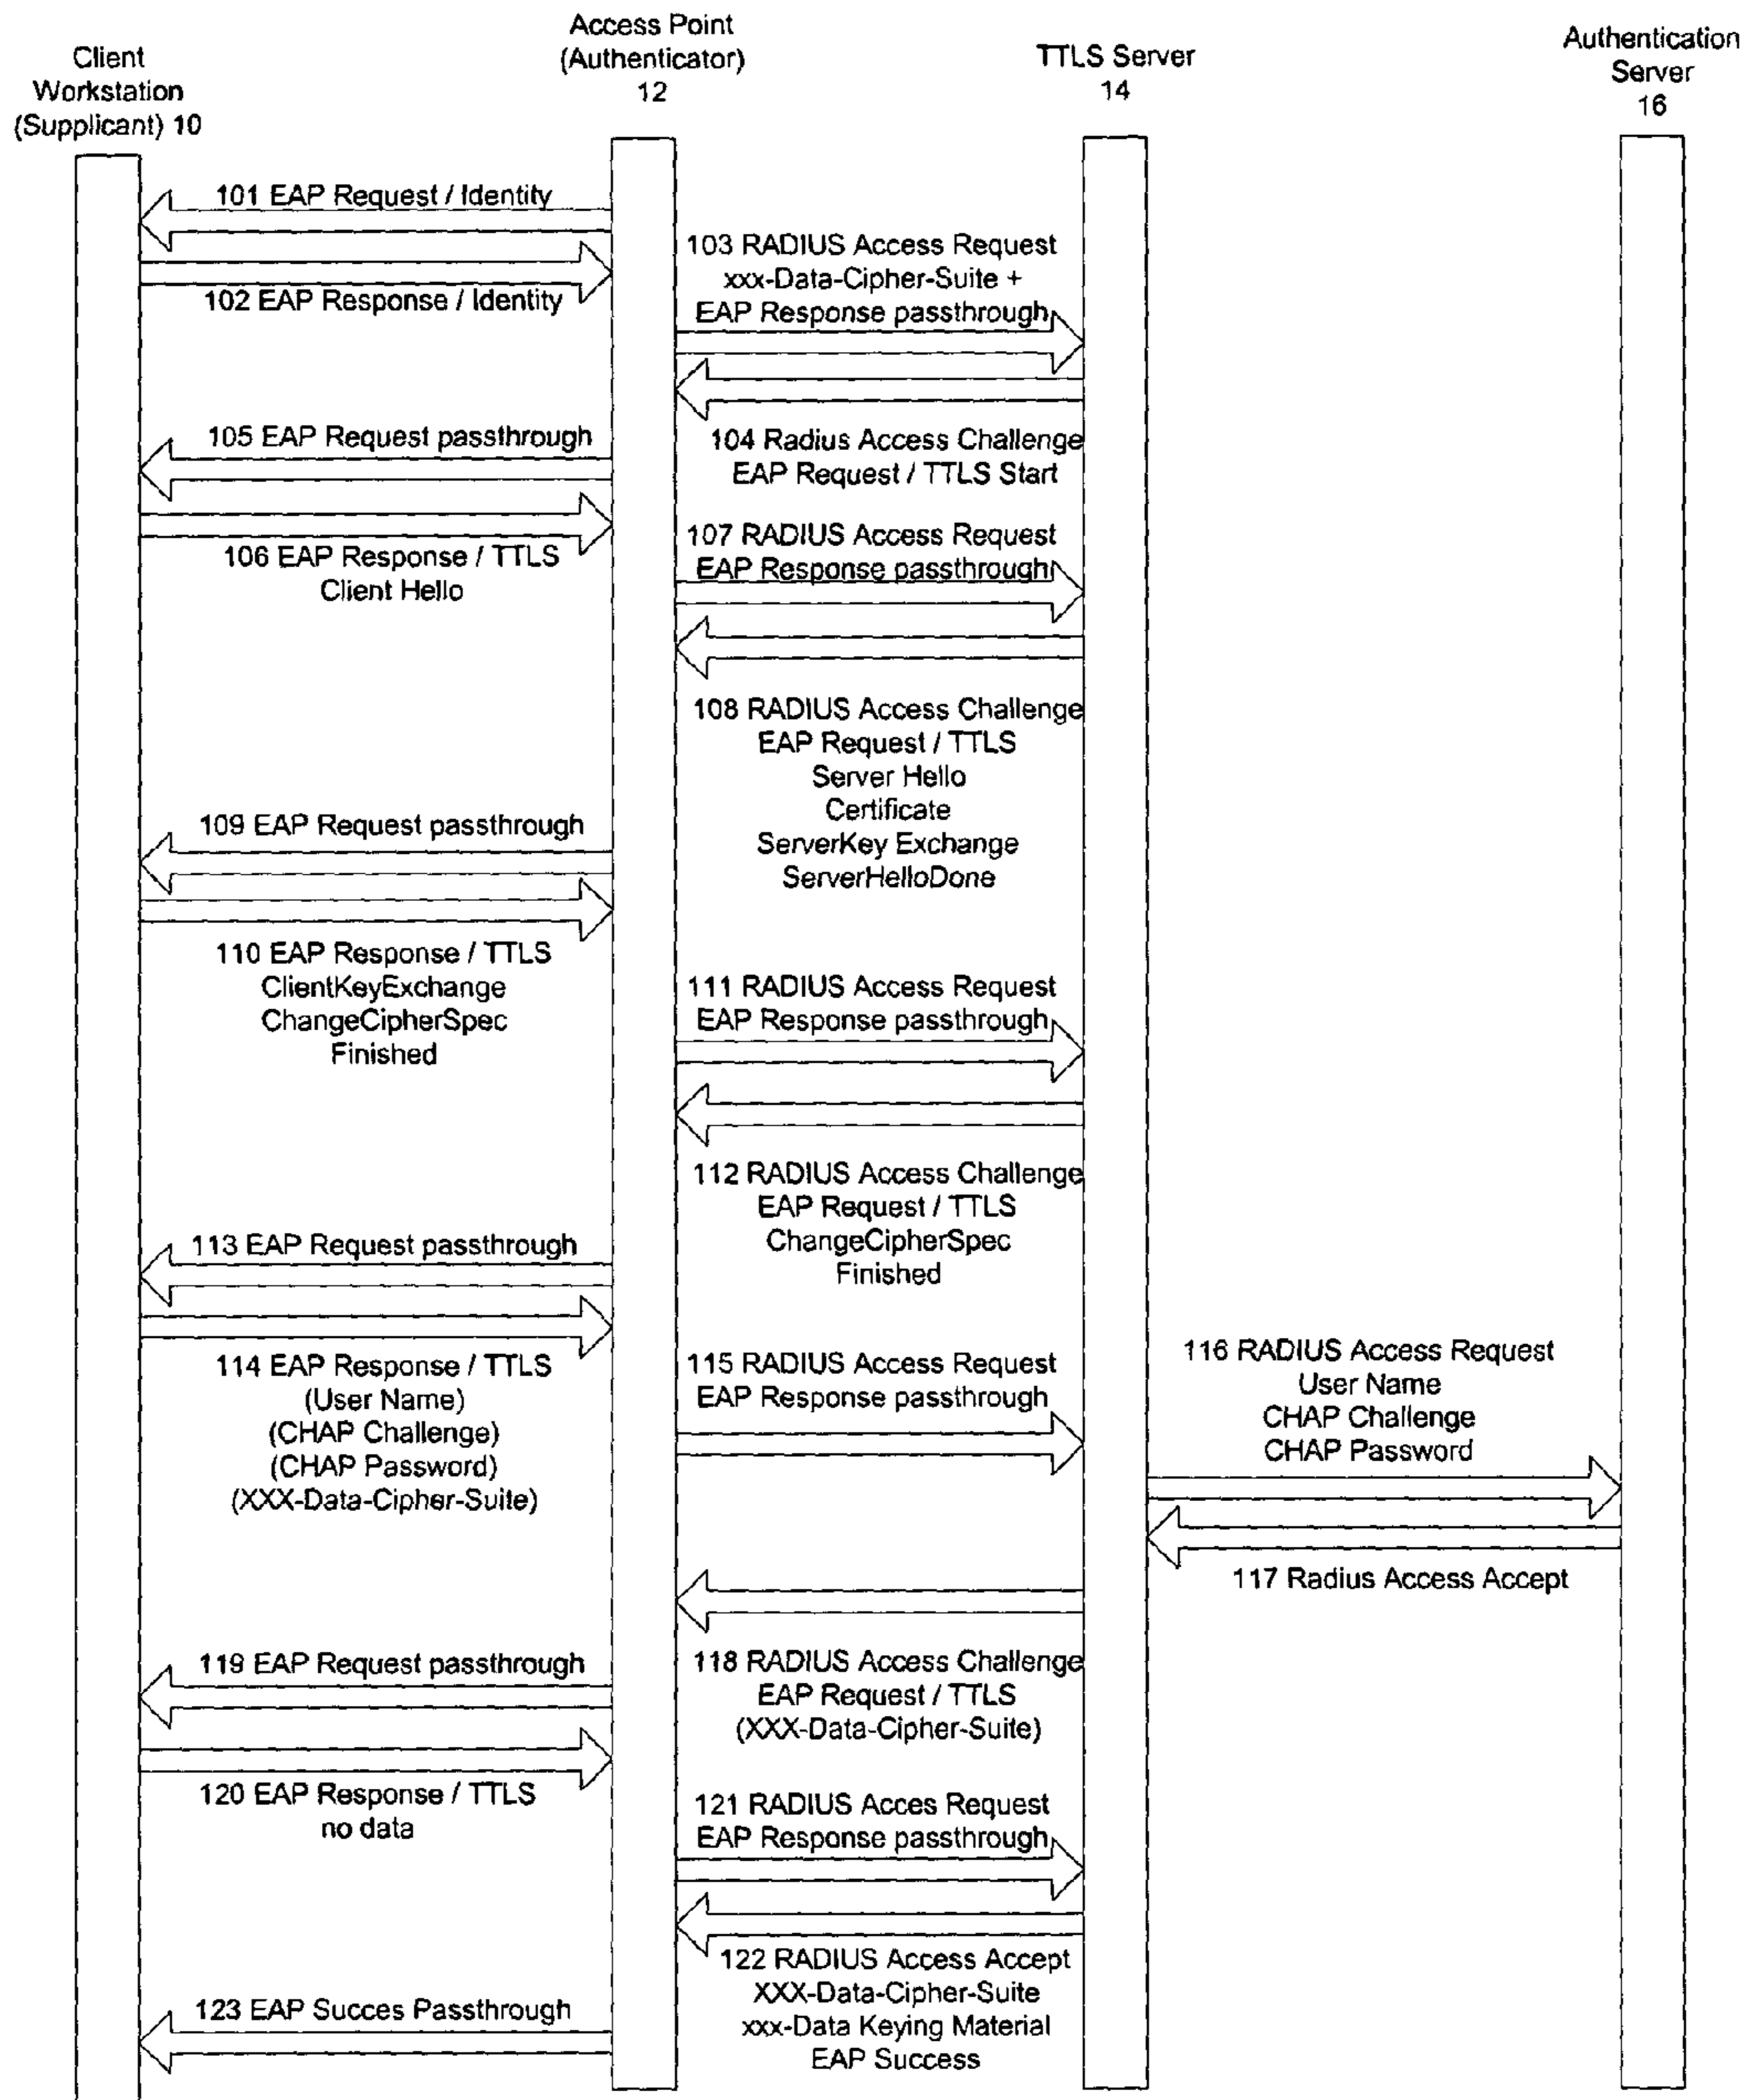 Client
Workstation
(Supplicant) 10
Access Point
(Authenticator)
12
TTLS Server
14
Authentication
Server
16
101 EAP Request / Identity
102 EAP Response / Identity
103 RADIUS Access Request
xxx-Data-Cipher-Suite +
EAP Response passthrough
104 Radius Access Challenge
EAP Request / TTLS Start
105 EAP Request passthrough
106 EAP Response / TTLS
Client Hello
107 RADIUS Access Request
EAP Response passthrough
108 RADIUS Access Challenge
EAP Request / TTLS
Server Hello
Certificate
ServerKey Exchange
ServerHelloDone
109 EAP Request passthrough
110 EAP Response / TTLS
ClientKeyExchange
ChangeCipherSpec
Finished
111 RADIUS Access Request
EAP Response passthrough
112 RADIUS Access Challenge
EAP Request / TTLS
ChangeCipherSpec
Finished
113 EAP Request passthrough
114 EAP Response / TTLS
(User Name)
(CHAP Challenge)
(CHAP Password)
(XXX-Data-Cipher-Suite)
115 RADIUS Access Request
EAP Response passthrough
116 RADIUS Access Request
User Name
CHAP Challenge
CHAP Password
117 Radius Access Accept
118 RADIUS Access Challenge
EAP Request / TTLS
(XXX-Data-Cipher-Suite)
119 EAP Request passthrough
120 EAP Response / TTLS
no data
121 RADIUS Acces Request
EAP Response passthrough
122 RADIUS Access Accept
XXX-Data-Cipher-Suite
xxx-Data Keying Material
EAP Success
123 EAP Succes Passthrough